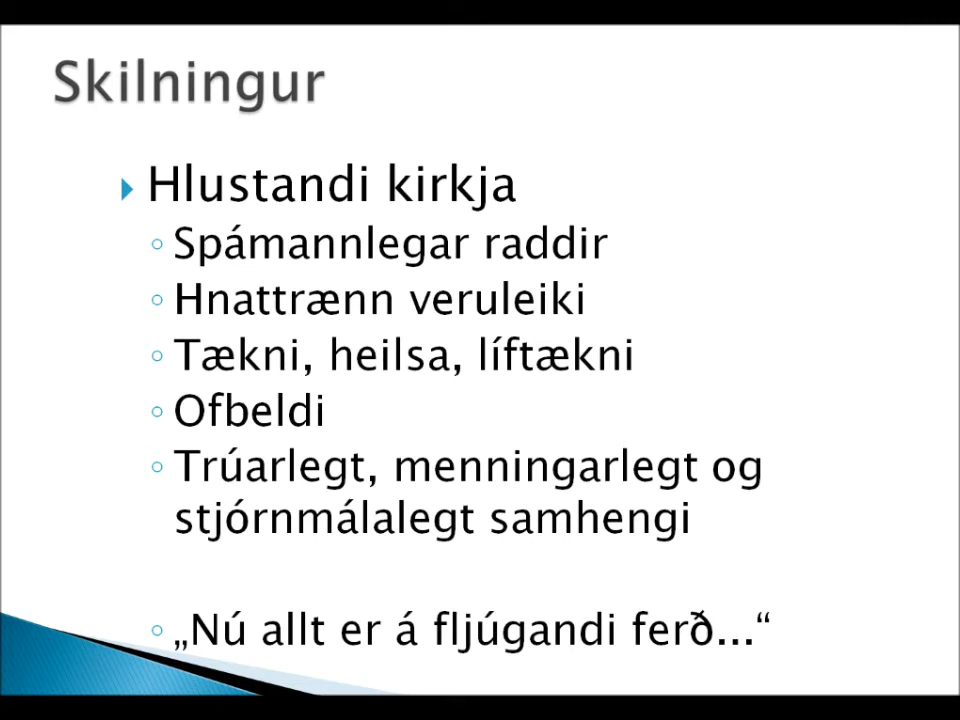 Skilningur
Hlustandi kirkja
Spámannlegar raddir
Hnattrænn veruleiki
Tækni, heilsa, líftækni
Ofbeldi
Trúarlegt, menningarlegt og
stjórnmálalegt samhengi
„Nú allt er á fljúgandi ferð...“